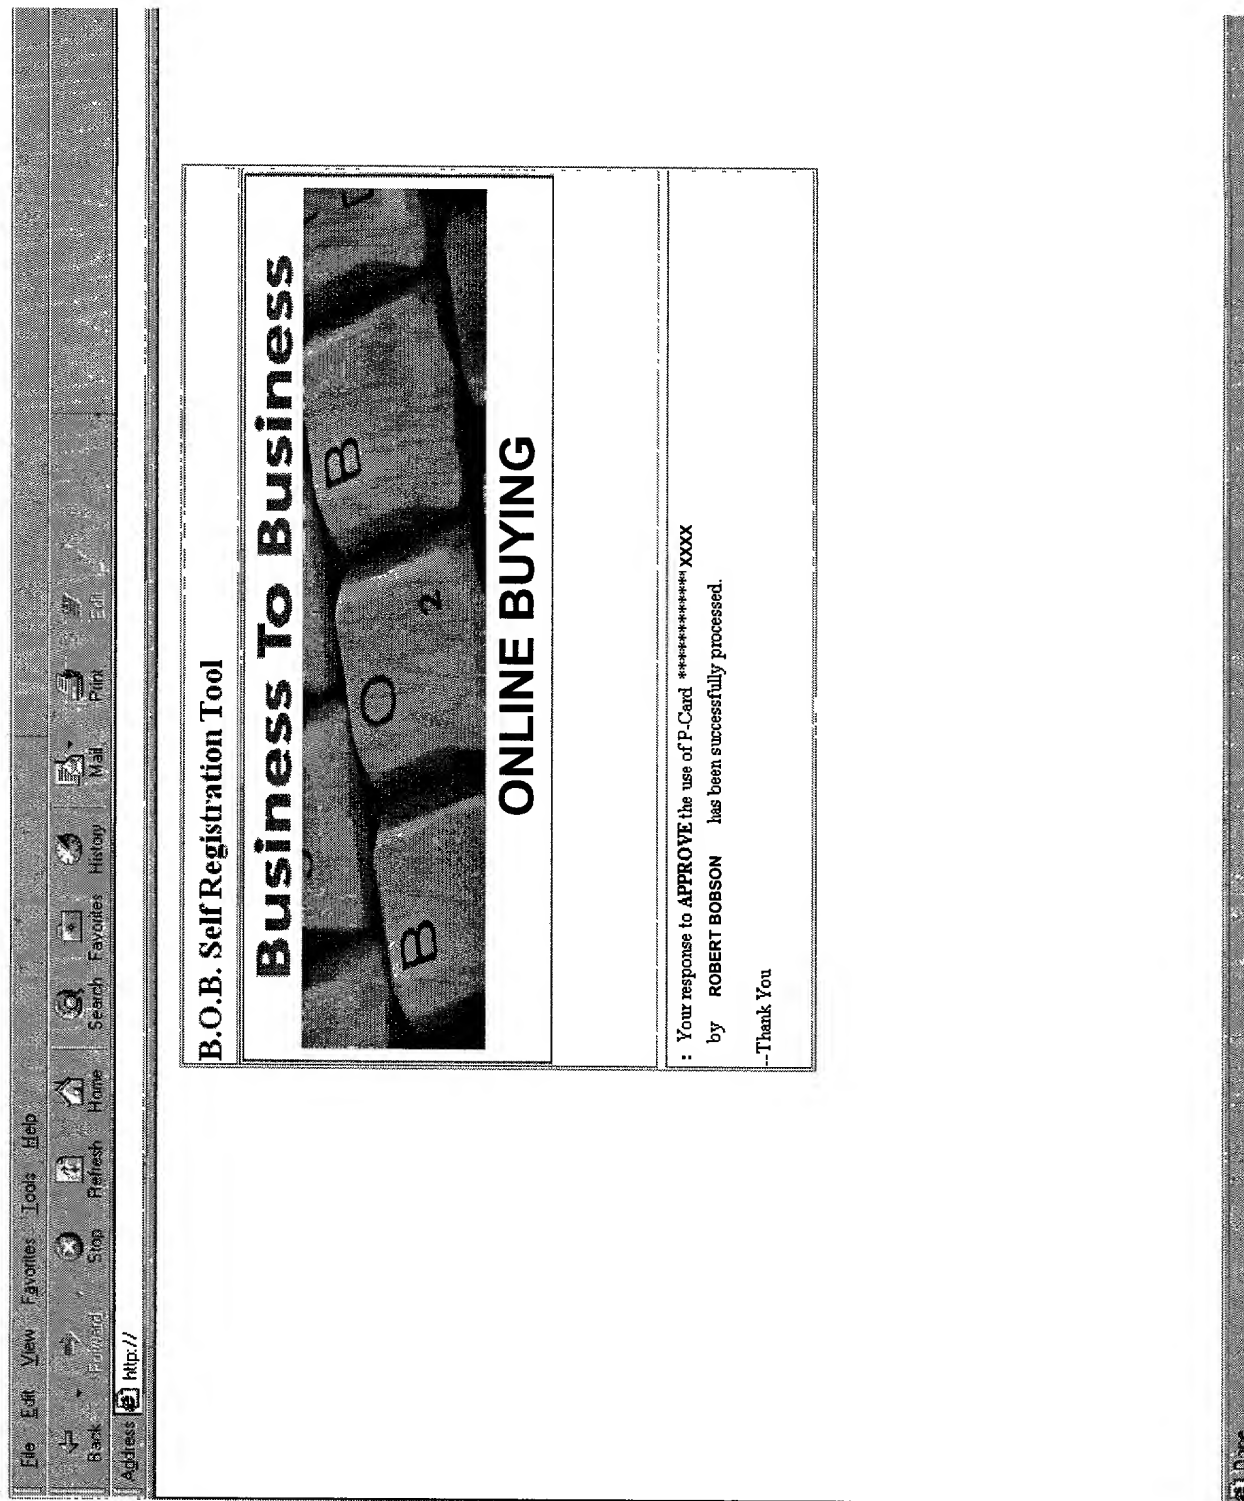 File Edit View Favorites Tools Help
Back Forward Stop Refresh Home Search Favorites History Mail Print Edit
Address http://
B.O.B. Self Registration Tool
Business To Business
B O 2 B
ONLINE BUYING
: Your response to APPROVE the use of P-Card ************XXXX
by ROBERT BOBSON has been successfully processed.
--Thank You
Done